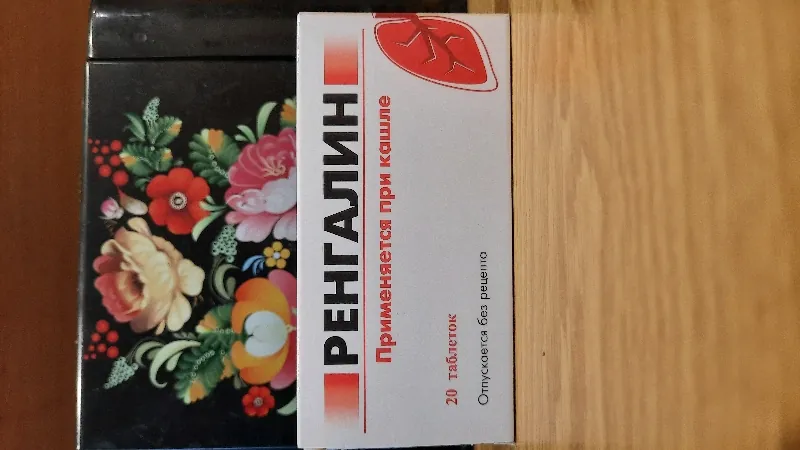 РЕНГАЛИН
Применяется при кашле
20 таблеток
Отпускается без рецепта